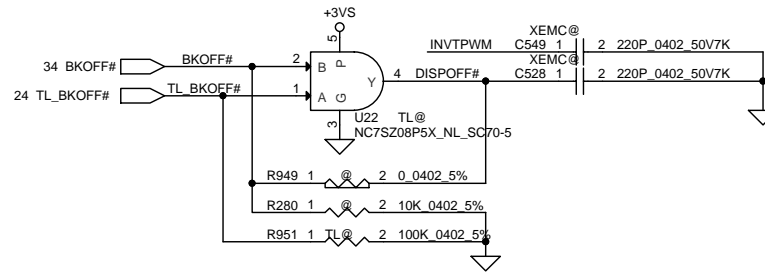 +3VS
XEMC@
INVTPWM C549 1 2 220P_0402_50V7K
XEMC@
34 BKOFF# BKOFF# 2 B P Y 4 DISPOFF# C528 1 2 220P_0402_50V7K
5
24 TL_BKOFF# TL_BKOFF# 1 A G
3
U22 TL@
NC7SZ08P5X_NL_SC70-5
R949 1 @ 2 0_0402_5%
R280 1 @ 2 10K_0402_5%
R951 1 TL@ 2 100K_0402_5%